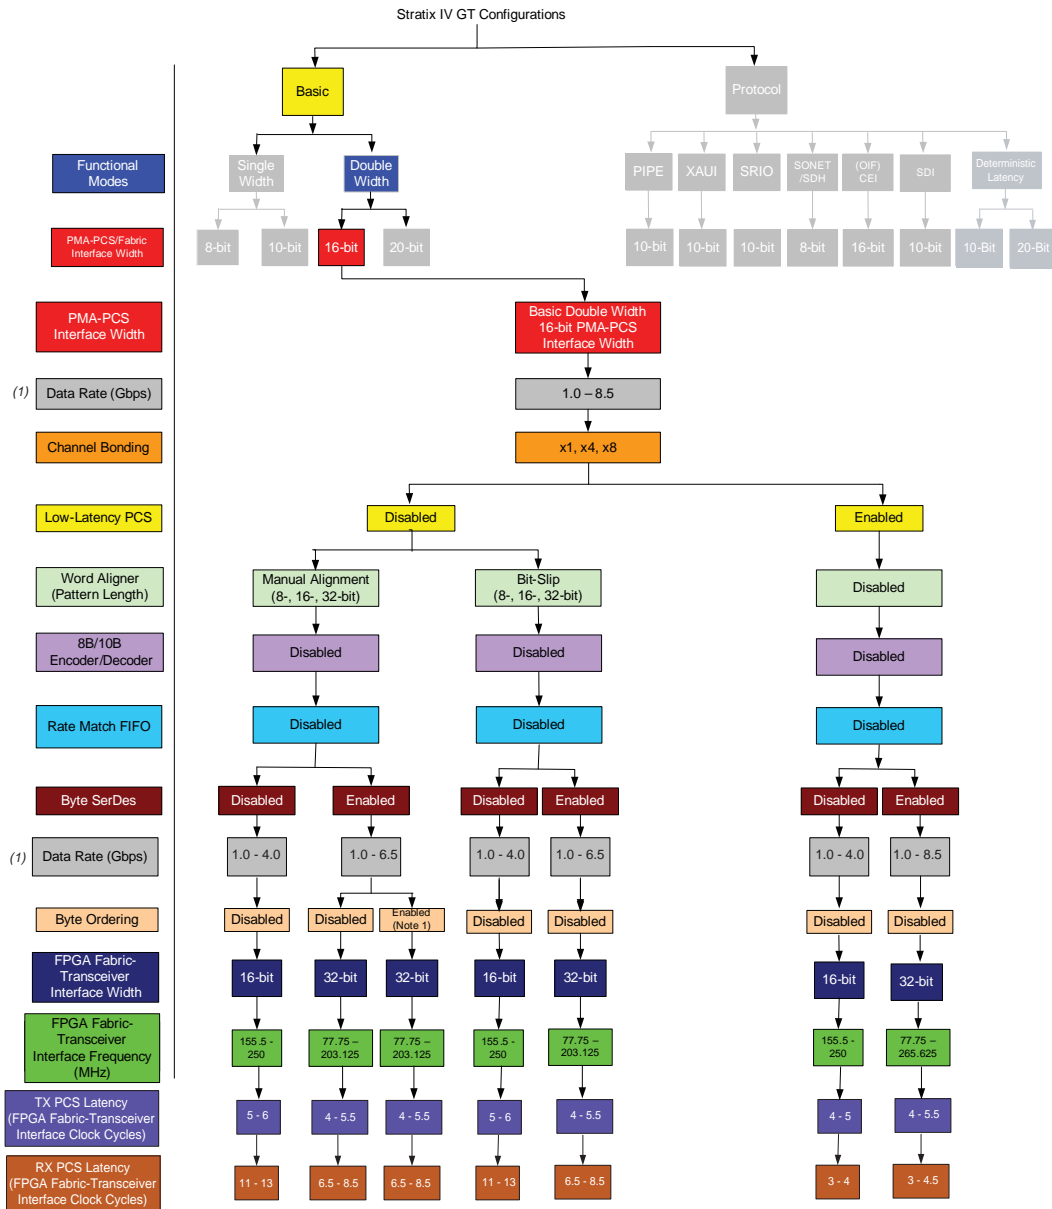 Stratix IV GT Configurations
Basic
Protocol
Functional
Modes
Single
Width
Double
Width
PIPE
XAUI
SRIO
SONET
/SDH
(OIF)
CEI
SDI
Deterministic
Latency
PMA-PCS/Fabric
Interface Width
8-bit
10-bit
16-bit
20-bit
10-bit
10-bit
10-bit
8-bit
16-bit
10-bit
10-Bit
20-Bit
PMA-PCS
Interface Width
Basic Double Width
16-bit PMA-PCS
Interface Width
(1)
Data Rate (Gbps)
1.0 – 8.5
Channel Bonding
x1, x4, x8
Low-Latency PCS
Disabled
Enabled
Word Aligner
(Pattern Length)
Manual Alignment
(8-, 16-, 32-bit)
Bit-Slip
(8-, 16-, 32-bit)
Disabled
8B/10B
Encoder/Decoder
Disabled
Disabled
Disabled
Rate Match FIFO
Disabled
Disabled
Disabled
Byte SerDes
Disabled
Enabled
Disabled
Enabled
Disabled
Enabled
(1)
Data Rate (Gbps)
1.0 - 4.0
1.0 - 6.5
1.0 - 4.0
1.0 - 6.5
1.0 - 4.0
1.0 - 8.5
Byte Ordering
Disabled
Disabled
Enabled
(Note 1)
Disabled
Disabled
Disabled
Disabled
FPGA Fabric-
Transceiver
Interface Width
16-bit
32-bit
32-bit
16-bit
32-bit
16-bit
32-bit
FPGA Fabric-
Transceiver
Interface Frequency
(MHz)
155.5 -
250
77.75 –
203.125
77.75 –
203.125
155.5 -
250
77.75 –
203.125
155.5 -
250
77.75 –
265.625
TX PCS Latency
(FPGA Fabric-Transceiver
Interface Clock Cycles)
5 - 6
4 - 5.5
4 - 5.5
5 - 6
4 - 5.5
4 - 5
4 - 5.5
RX PCS Latency
(FPGA Fabric-Transceiver
Interface Clock Cycles)
11 - 13
6.5 - 8.5
6.5 - 8.5
11 - 13
6.5 - 8.5
3 - 4
3 - 4.5